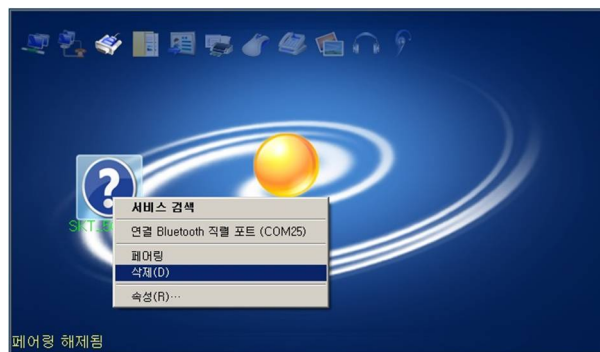 서비스 검색
연결 Bluetooth 직렬 포트 (COM25)
페어링
삭제(D)
속성(R)...
페어링 해제됨